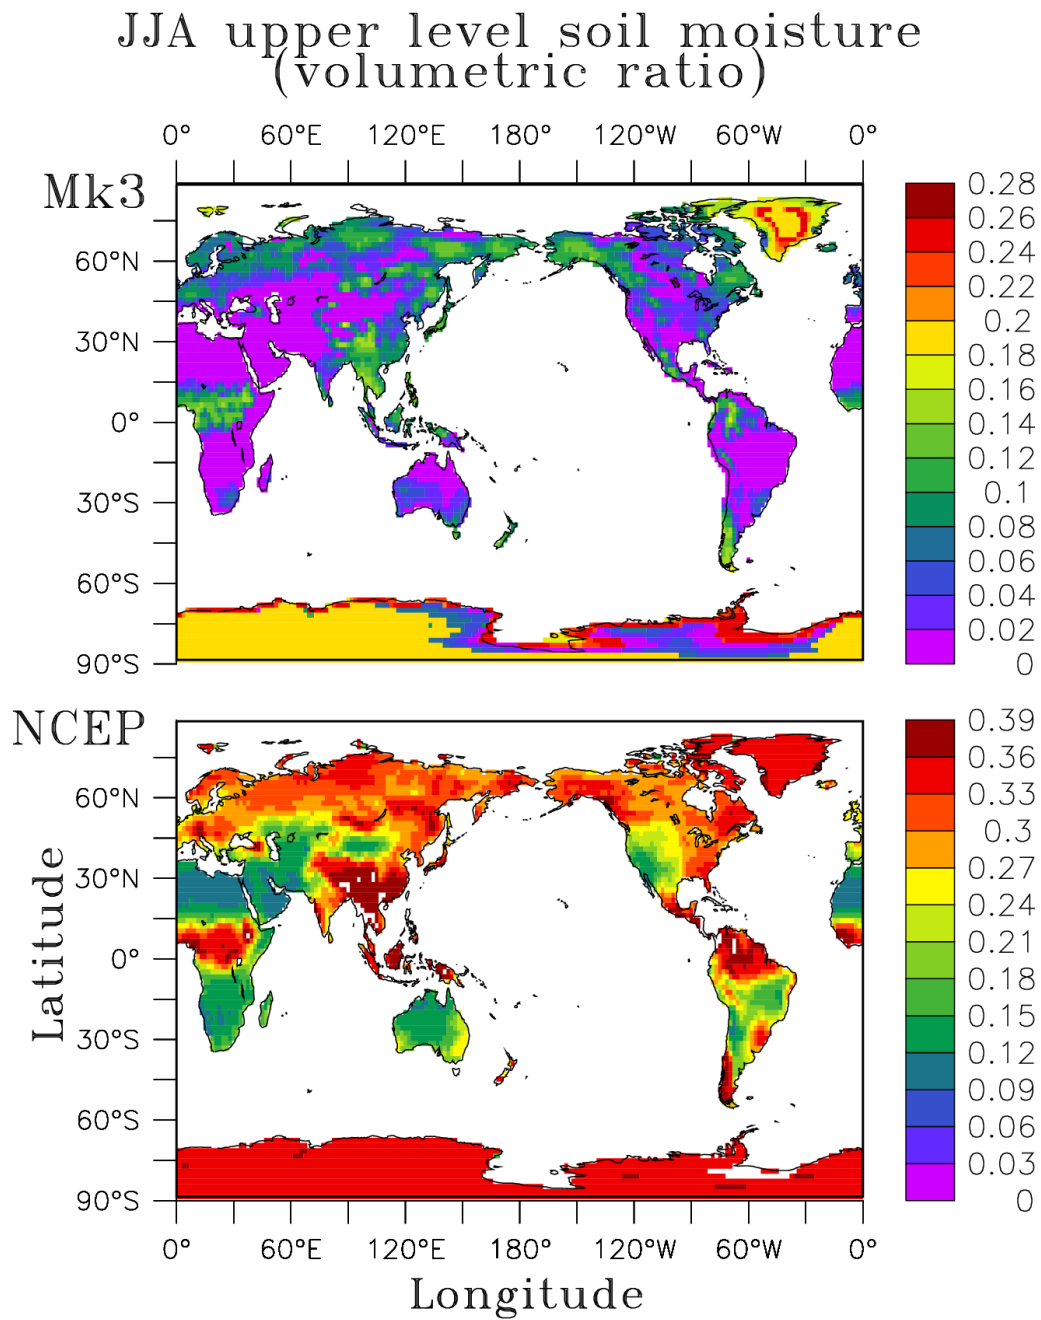 JJA upper level soil moisture
(volumetric ratio)
0° 60°E 120°E 180° 120°W 60°W 0°
Mk3
60°N
30°N
0°
30°S
60°S
90°S
0.28
0.26
0.24
0.22
0.2
0.18
0.16
0.14
0.12
0.1
0.08
0.06
0.04
0.02
0
NCEP
Latitude
60°N
30°N
0°
30°S
60°S
90°S
0.39
0.36
0.33
0.3
0.27
0.24
0.21
0.18
0.15
0.12
0.09
0.06
0.03
0
0° 60°E 120°E 180° 120°W 60°W 0°
Longitude